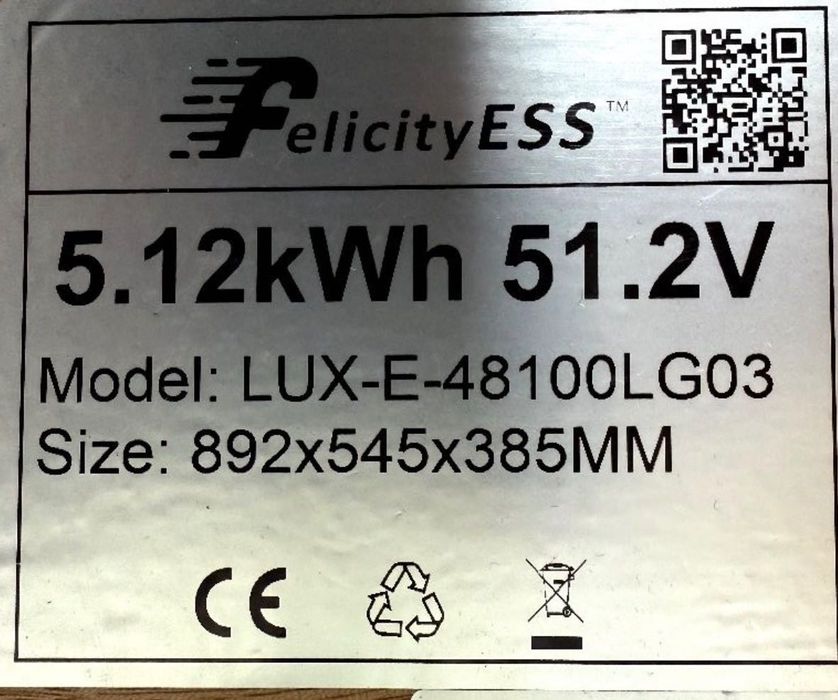 FelicityESS™
5.12kWh 51.2V
Model: LUX-E-48100LG03
Size: 892x545x385MM
CE